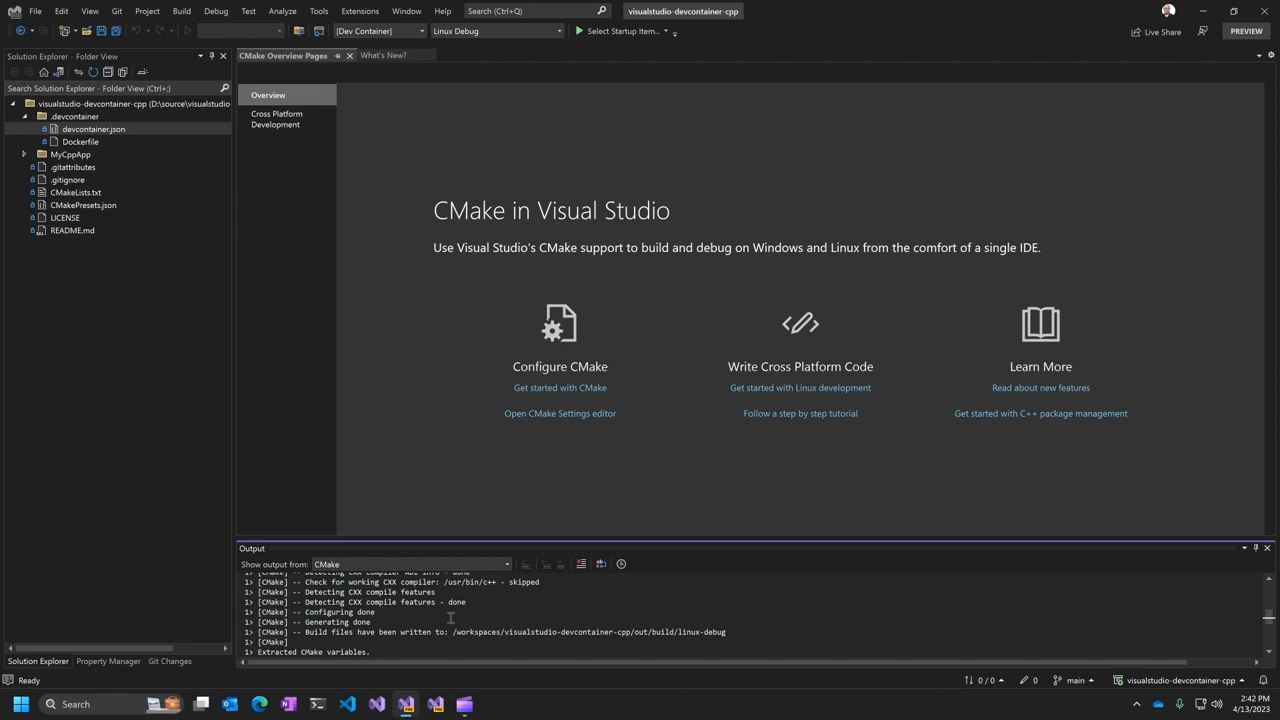 File Edit View Git Project Build Debug Test Analyze Tools Extensions Window Help Search (Ctrl+Q) visualstudio-devcontainer-cpp
[Dev Container] Linux Debug Select Startup Item... Live Share PREVIEW
Solution Explorer - Folder View
CMake Overview Pages What's New?
Search Solution Explorer - Folder View (Ctrl+;)
visualstudio-devcontainer-cpp (D:\source\visualstudio
.devcontainer
devcontainer.json
Dockerfile
MyCppApp
.gitattributes
.gitignore
CMakeLists.txt
CMakePresets.json
LICENSE
README.md
Overview
Cross Platform
Development
CMake in Visual Studio
Use Visual Studio's CMake support to build and debug on Windows and Linux from the comfort of a single IDE.
Configure CMake
Get started with CMake
Open CMake Settings editor
Write Cross Platform Code
Get started with Linux development
Follow a step by step tutorial
Learn More
Read about new features
Get started with C++ package management
Output
Show output from: CMake
1> [CMake] -- Detecting CXX compiler ABI info - done
1> [CMake] -- Check for working CXX compiler: /usr/bin/c++ - skipped
1> [CMake] -- Detecting CXX compile features
1> [CMake] -- Detecting CXX compile features - done
1> [CMake] -- Configuring done
1> [CMake] -- Generating done
1> [CMake] -- Build files have been written to: /workspaces/visualstudio-devcontainer-cpp/out/build/linux-debug
1> [CMake]
1> Extracted CMake variables.
Solution Explorer Property Manager Git Changes
Ready 0 / 0 0 main visualstudio-devcontainer-cpp
Search
PRE
PRE
2:42 PM
4/13/2023